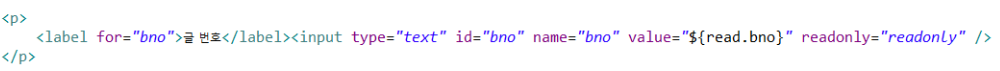 <p>
<label for="bno">글 번호</label><input type="text" id="bno" name="bno" value="${read.bno}" readonly="readonly" />
</p>